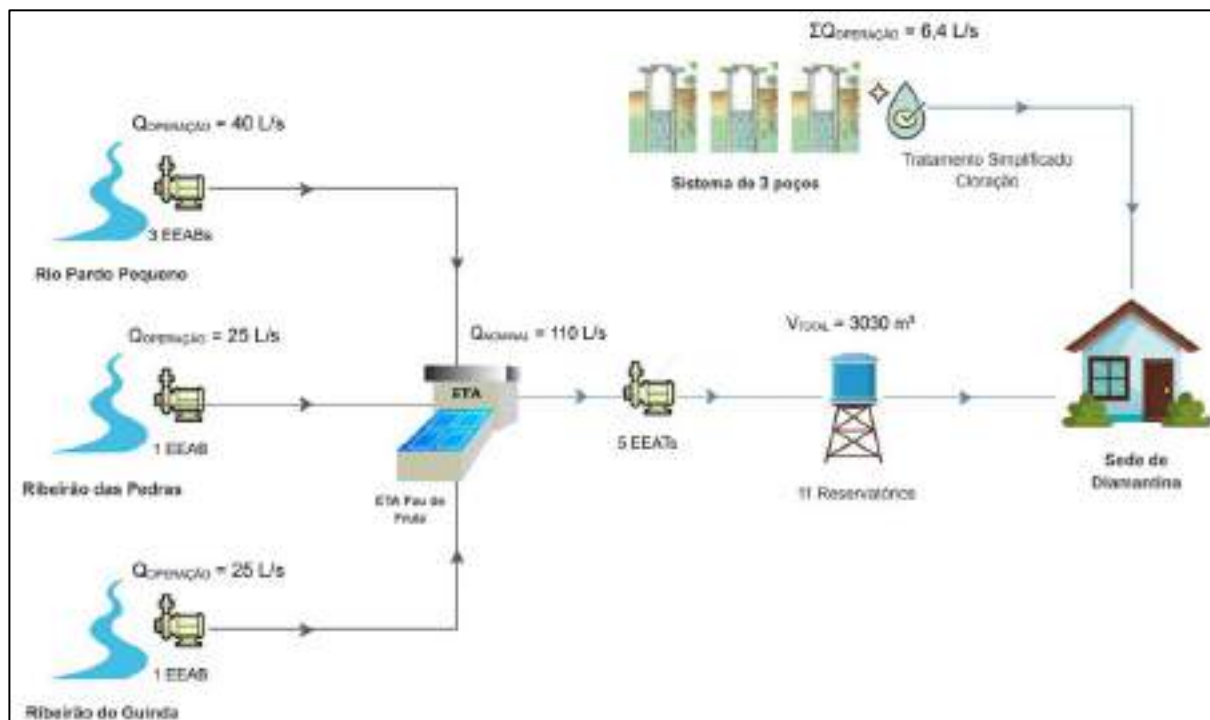 ΣQOPERAÇÃO = 6,4 L/s
QOPERAÇÃO = 40 L/s
Tratamento Simplificado
Cloração
Sistema de 3 poços
3 EEABs
Rio Pardo Pequeno
QOPERAÇÃO = 25 L/s
QNOMINAL = 110 L/s
VTOTAL = 3030 m³
ETA
1 EEAB
5 EEATs
Ribeirão das Pedras
11 Reservatórios
Sede de
Diamantina
ETA Pau de
Fruta
QOPERAÇÃO = 25 L/s
1 EEAB
Ribeirão do Guinda